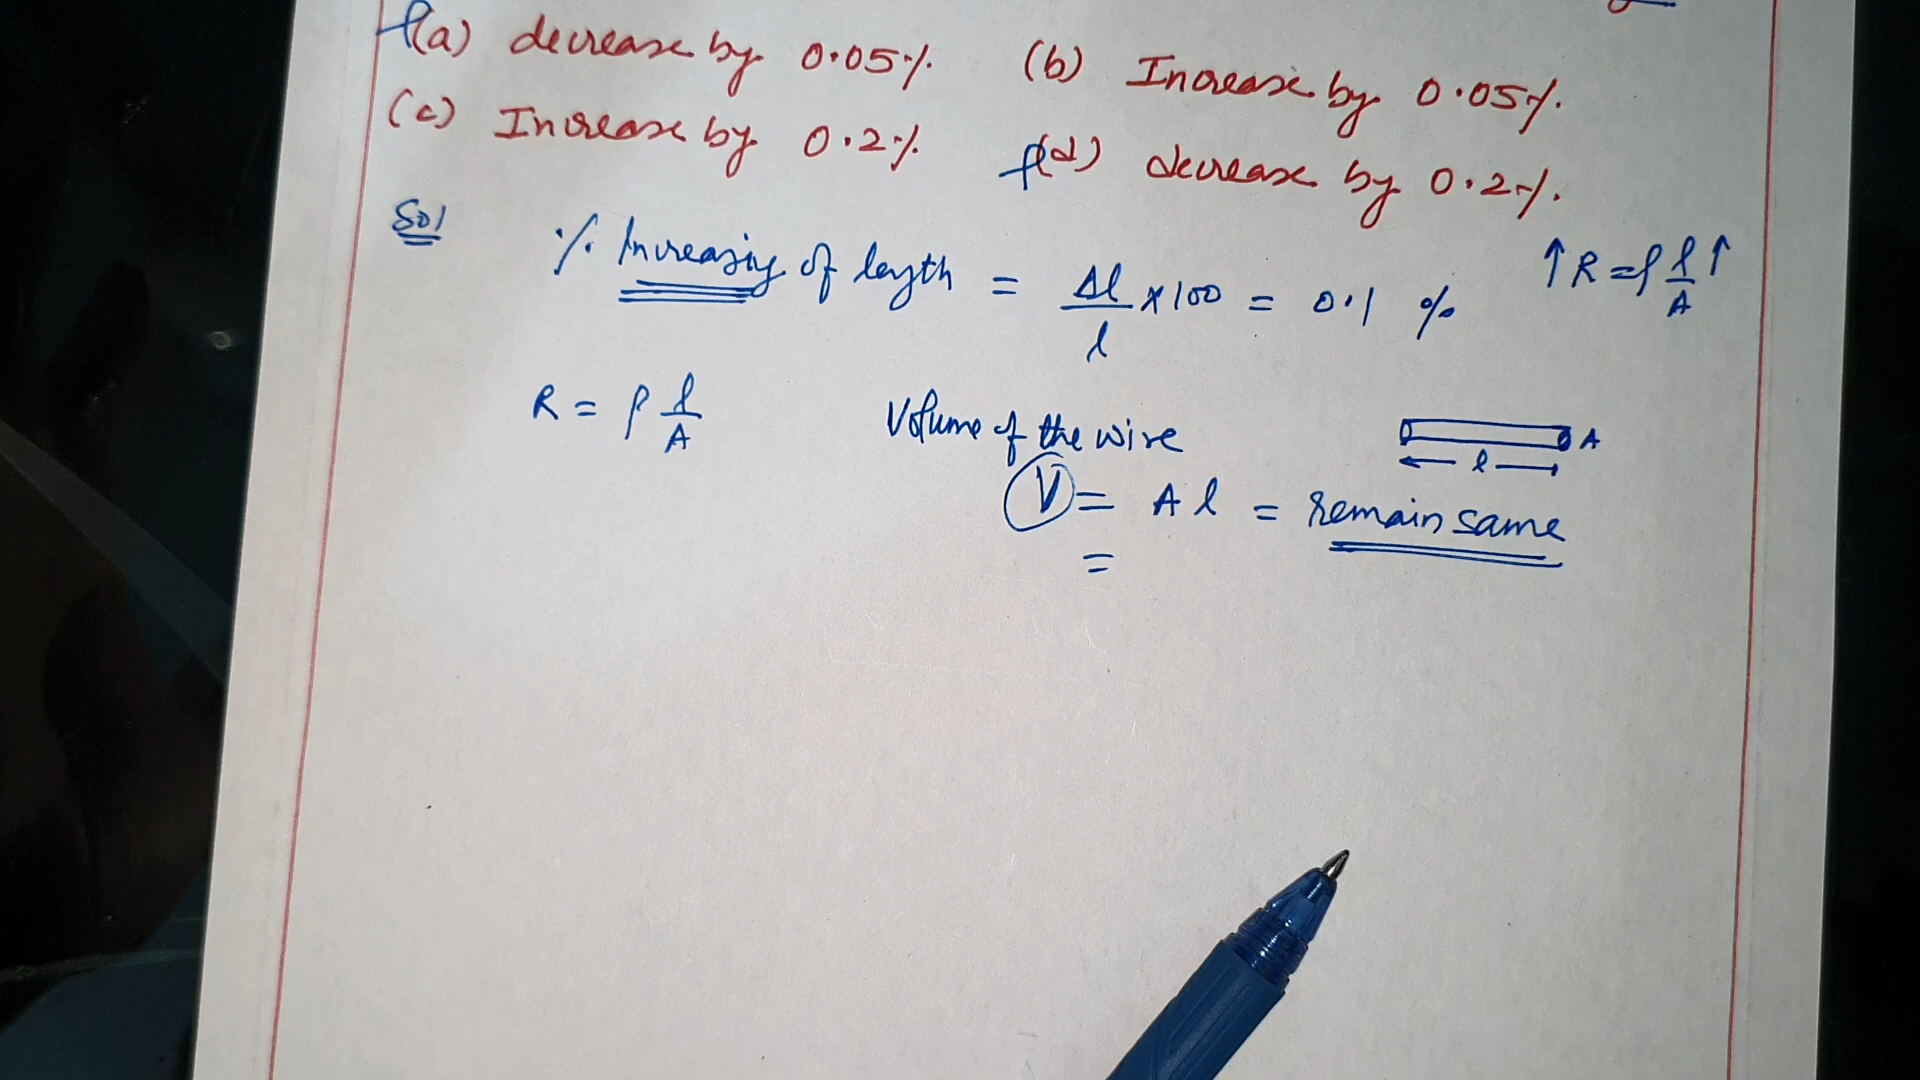 (a) decrease by 0.05% (b) Increase by 0.05%.
(c) Increase by 0.2% (d) decrease by 0.2%.
Sol
% Increasing of length = Δl/l × 100 = 0.1 %
↑ R = ρ l/A ↑
R = ρ l/A
Volume of the wire
A
l
V = A l = remain same
=